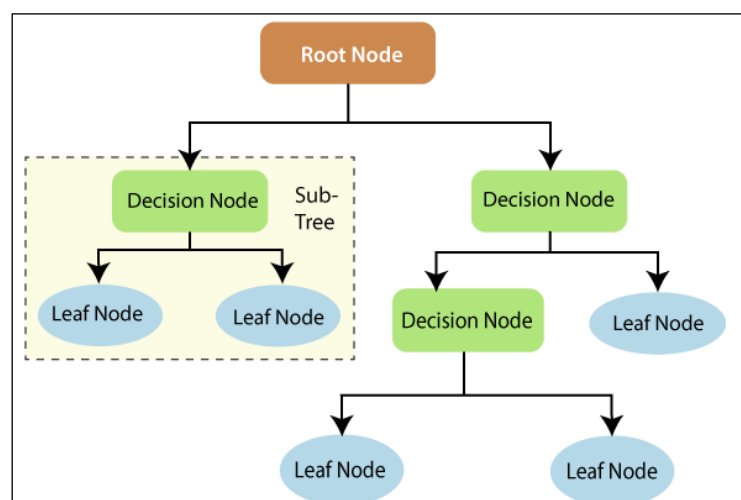 Root Node
Decision Node
Sub-
Tree
Decision Node
Leaf Node
Leaf Node
Decision Node
Leaf Node
Leaf Node
Leaf Node